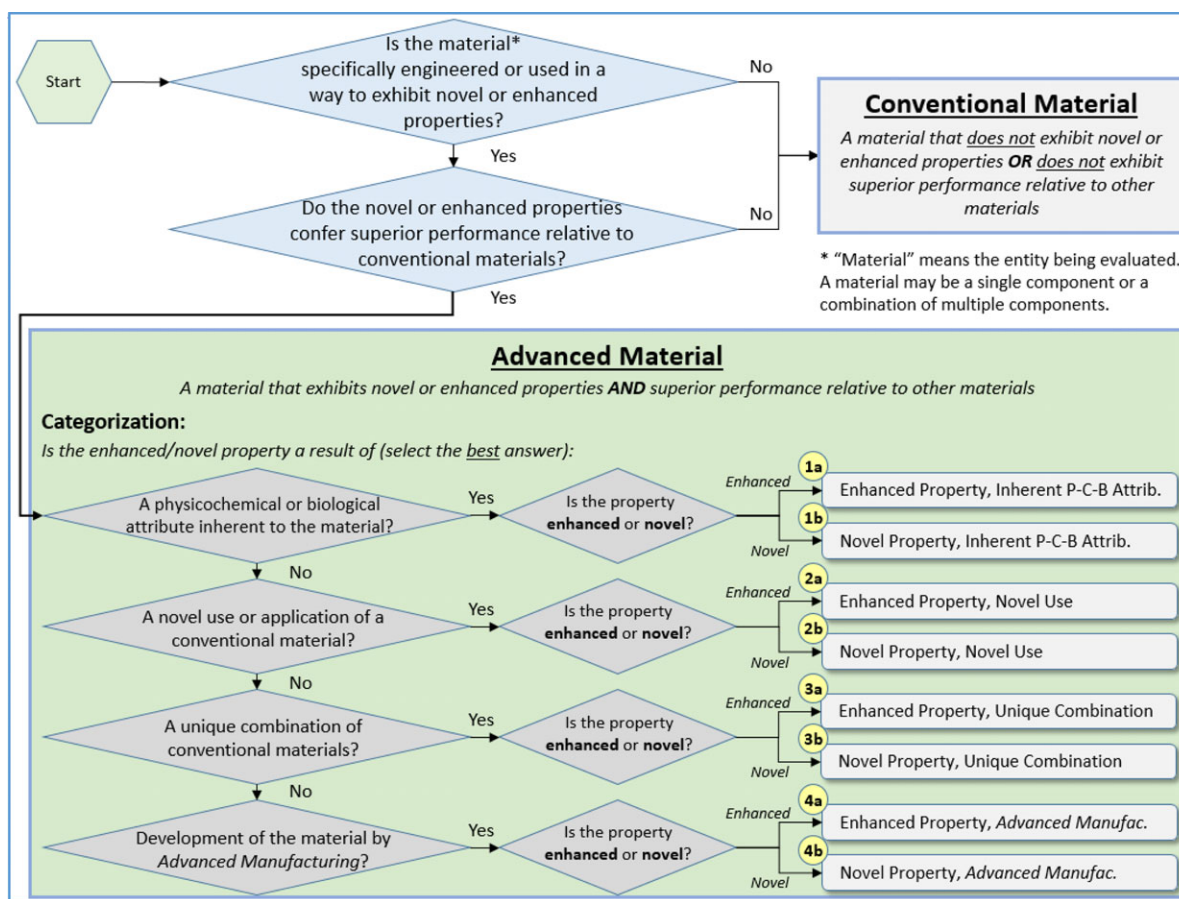 Start
Is the material*
specifically engineered or used in a
way to exhibit novel or enhanced
properties?
No
Yes
Do the novel or enhanced properties
confer superior performance relative to
conventional materials?
No
Yes
Conventional Material
A material that does not exhibit novel or
enhanced properties OR does not exhibit
superior performance relative to other
materials
* “Material” means the entity being evaluated.
A material may be a single component or a
combination of multiple components.
Advanced Material
A material that exhibits novel or enhanced properties AND superior performance relative to other materials
Categorization:
Is the enhanced/novel property a result of (select the best answer):
A physicochemical or biological
attribute inherent to the material?
Yes
Is the property
enhanced or novel?
Enhanced
1a
Enhanced Property, Inherent P-C-B Attrib.
1b
Novel
Novel Property, Inherent P-C-B Attrib.
No
A novel use or application of a
conventional material?
Yes
Is the property
enhanced or novel?
Enhanced
2a
Enhanced Property, Novel Use
2b
Novel
Novel Property, Novel Use
No
A unique combination of
conventional materials?
Yes
Is the property
enhanced or novel?
Enhanced
3a
Enhanced Property, Unique Combination
3b
Novel
Novel Property, Unique Combination
No
Development of the material by
Advanced Manufacturing?
Yes
Is the property
enhanced or novel?
Enhanced
4a
Enhanced Property, Advanced Manufac.
4b
Novel
Novel Property, Advanced Manufac.